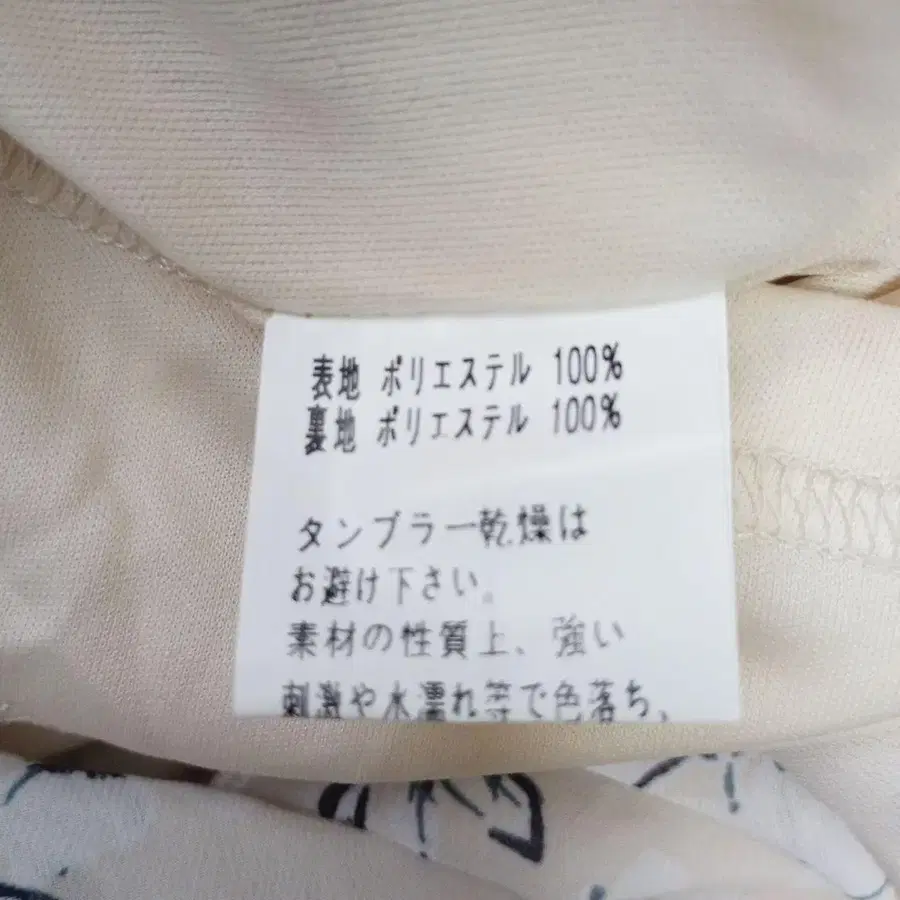 表地 ポリエステル 100%
裏地 ポリエステル 100%
タンブラー乾燥は
お避け下さい。
素材の性質上、強い
刺激や水濡れ等で色落ち、